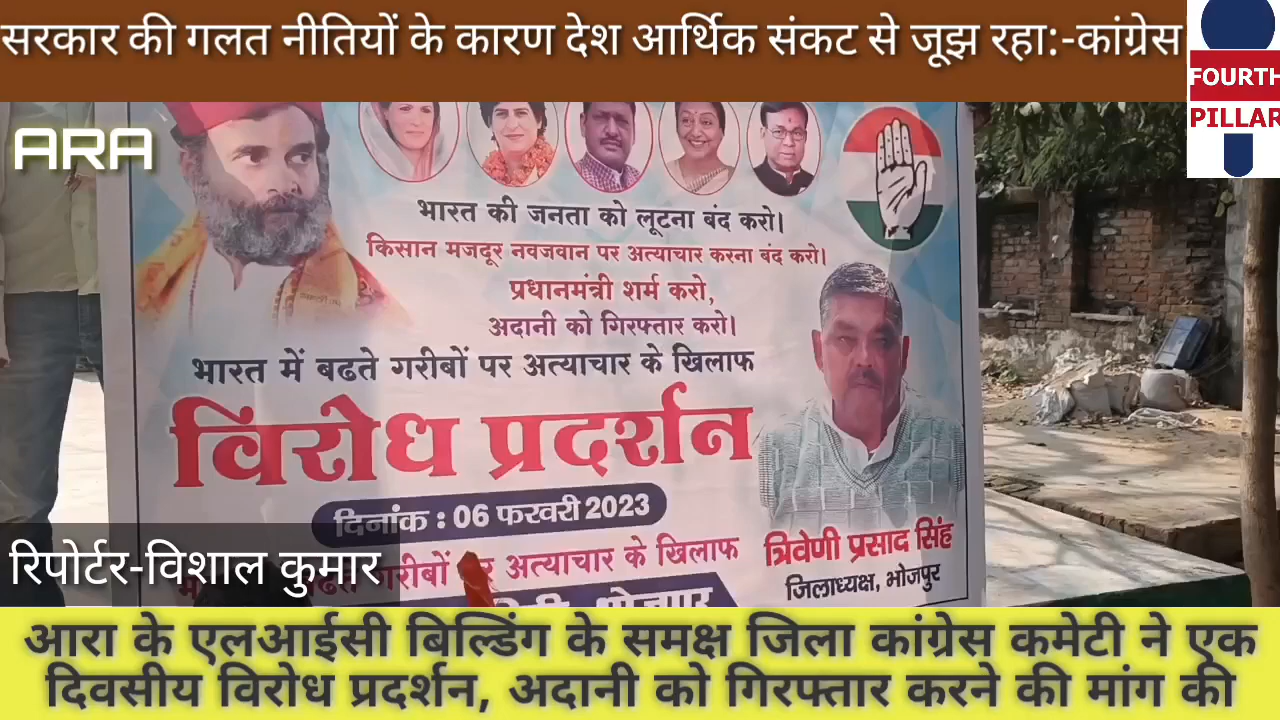 सरकार की गलत नीतियों के कारण देश आर्थिक संकट से जूझ रहा:-कांग्रेस
FOURTH
PILLAR
ARA
भारत की जनता को लूटना बंद करो।
किसान मजदूर नवजवान पर अत्याचार करना बंद करो।
प्रधानमंत्री शर्म करो,
अदानी को गिरफ्तार करो।
भारत में बढते गरीबों पर अत्याचार के खिलाफ
विरोध प्रदर्शन
दिनांक : 06 फरवरी 2023
गरीबों पर अत्याचार के खिलाफ
त्रिवेणी प्रसाद सिंह
जिलाध्यक्ष, भोजपुर
रिपोर्टर-विशाल कुमार
आरा के एलआईसी बिल्डिंग के समक्ष जिला कांग्रेस कमेटी ने एक
दिवसीय विरोध प्रदर्शन, अदानी को गिरफ्तार करने की मांग की